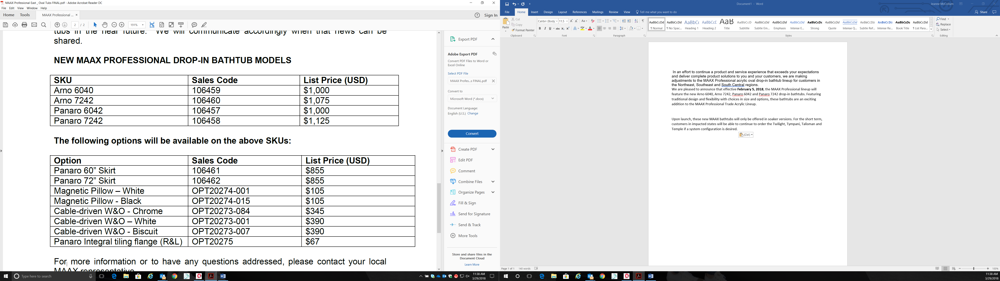 MAAX Professional East _ Oval Tubs FINAL.pdf - Adobe Acrobat Reader DC
File Edit View Window Help
Home Tools MAAX Professional ... ×
Sign In
2 / 2
191%
tubs in the near future. We will communicate accordingly when that news can be
shared.
NEW MAAX PROFESSIONAL DROP-IN BATHTUB MODELS
SKU Sales Code List Price (USD)
Arno 6040 106459 $1,000
Arno 7242 106460 $1,075
Panaro 6042 106457 $1,000
Panaro 7242 106458 $1,125
The following options will be available on the above SKUs:
Option Sales Code List Price (USD)
Panaro 60” Skirt 106461 $855
Panaro 72” Skirt 106462 $855
Magnetic Pillow – White OPT20274-001 $105
Magnetic Pillow - Black OPT20274-015 $105
Cable-driven W&O - Chrome OPT20273-084 $345
Cable-driven W&O – White OPT20273-001 $390
Cable-driven W&O - Biscuit OPT20273-007 $390
Panaro Integral tiling flange (R&L) OPT20275 $67
For more information or to have any questions addressed, please contact your local
MAAX representative
Export PDF
Adobe Export PDF
Convert PDF Files to Word or
Excel Online
Select PDF File
MAAX Profes...s FINAL.pdf
Convert to
Microsoft Word (*.docx)
Document Language:
English (U.S.) Change
Convert
Create PDF
Edit PDF
Comment
Combine Files
Organize Pages
Fill & Sign
Send for Signature
Send & Track
More Tools
Store and share files in the
Document Cloud
Learn More
Type here to search
11:38 AM
3/29/2018
Document1 - Word
Jeanne McCollum
File Home Insert Design Layout References Mailings Review View Tell me what you want to do
Share
Paste
Cut
Copy
Format Painter
Clipboard
Calibri (Body) 11.5
Font
Paragraph
AaBbCcDd AaBbCcDd AaBbCc AaBbCcC AaB AaBbCcD AaBbCcDd AaBbCcDd AaBbCcDd AaBbCcDc AaBbCcDd AaBbCcDd AaBbCcDd AaBbCcDd AaBbCcDd AaBbCcDd
¶ Normal ¶ No Spac... Heading 1 Heading 2 Title Subtitle Subtle Em... Emphasis Intense E... Strong Quote Intense Q... Subtle Ref... Intense Re... Book Title ¶ List Para...
Styles
Find
Replace
Select
Editing
In an effort to continue a product and service experience that exceeds your expectations
and deliver complete product solutions to you and your customers, we are making
adjustments to the MAAX Professional acrylic oval drop-in bathtub lineup for customers in
the Northeast, Southeast and South Central regions.
We are pleased to announce that effective February 5, 2018, the MAAX Professional lineup will
feature the new Arno 6040, Arno 7242, Panaro 6042 and Panaro 7242 drop-in bathtubs. Featuring
traditional design and flexibility with choices in size and options, these bathtubs are an exciting
addition to the MAAX Professional Trade Acrylic Lineup.
Upon launch, these new MAAX bathtubs will only be offered in soaker versions. For the short term,
customers in impacted states will be able to continue to order the Twilight, Tympani, Talisman and
Temple if a system configuration is desired.
(Ctrl)
Page 1 of 1 140 words
100%
11:38 AM
3/29/2018